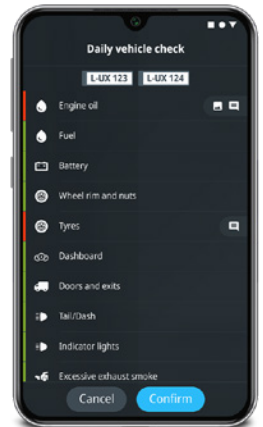 Daily vehicle check
L-UX 123 L-UX 124
Engine oil
Fuel
Battery
Wheel rim and nuts
Tyres
Dashboard
Doors and exits
Tail/Dash
Indicator lights
Excessive exhaust smoke
Cancel Confirm